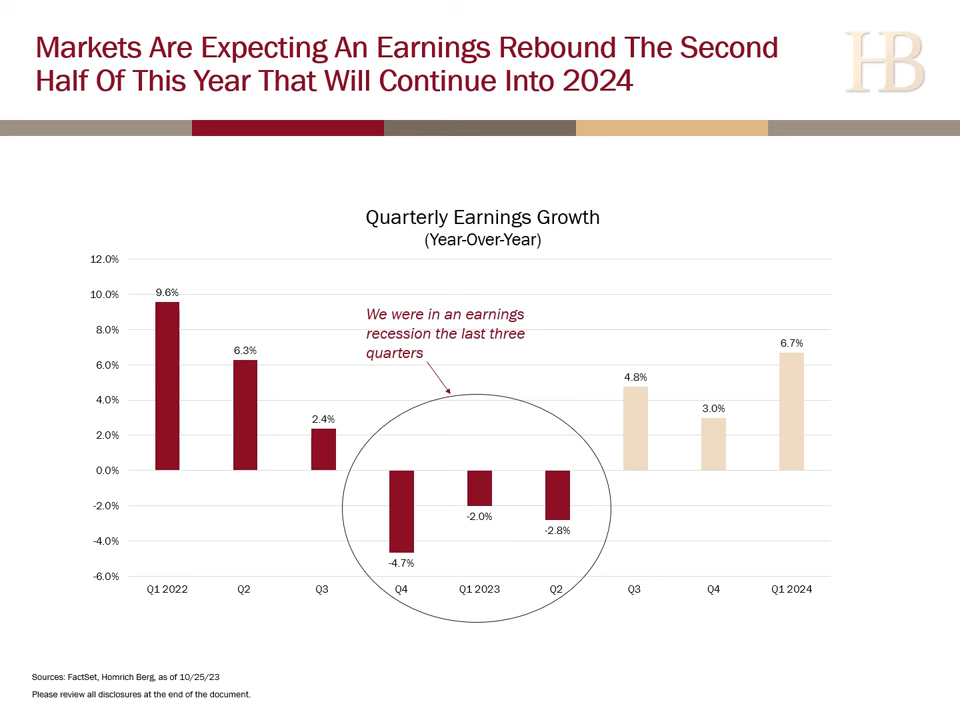 Markets Are Expecting An Earnings Rebound The Second
Half Of This Year That Will Continue Into 2024
HB
Quarterly Earnings Growth
(Year-Over-Year)
12.0%
10.0%
8.0%
6.0%
4.0%
2.0%
0.0%
-2.0%
-4.0%
-6.0%
9.6%
6.3%
2.4%
-4.7%
-2.0%
-2.8%
4.8%
3.0%
6.7%
We were in an earnings
recession the last three
quarters
Q1 2022 Q2 Q3 Q4 Q1 2023 Q2 Q3 Q4 Q1 2024
Sources: FactSet, Homrich Berg, as of 10/25/23
Please review all disclosures at the end of the document.